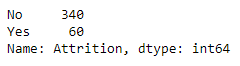 No     340
Yes     60
Name: Attrition, dtype: int64